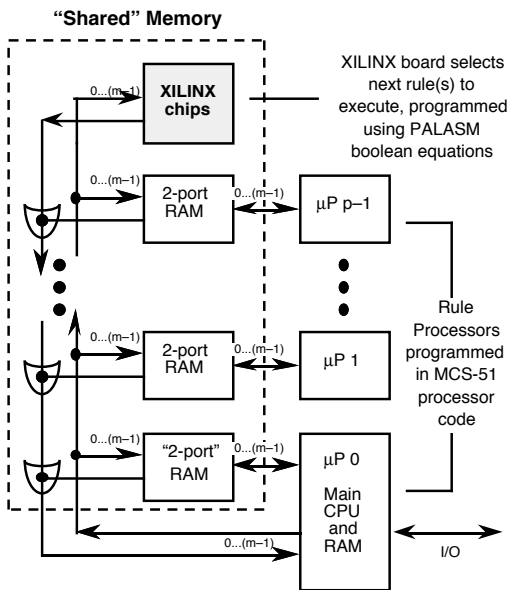 “Shared” Memory
0...(m–1)
XILINX
chips
XILINX board selects
next rule(s) to
execute, programmed
using PALASM
boolean equations
0...(m–1)
2-port
RAM
0...(m–1)
µP p–1
0...(m–1)
2-port
RAM
0...(m–1)
µP 1
Rule
Processors
programmed
in MCS-51
processor
code
0...(m–1)
“2-port”
RAM
0...(m–1)
µP 0
Main
CPU
and
RAM
0...(m–1)
I/O